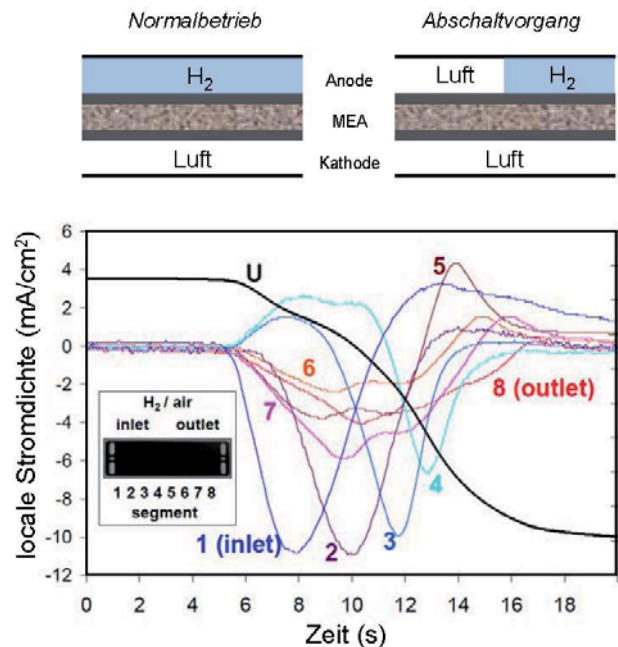 Normalbetrieb
Abschaltvorgang
H2
Anode
Luft
H2
MEA
Luft
Kathode
Luft
locale Stromdichte (mA/cm2)
6
4
2
0
-2
-4
-6
-8
-10
-12
U
5
6
7
8 (outlet)
4
3
2
1 (inlet)
H2 / air
inlet outlet
1 2 3 4 5 6 7 8
segment
0 2 4 6 8 10 12 14 16 18
Zeit (s)